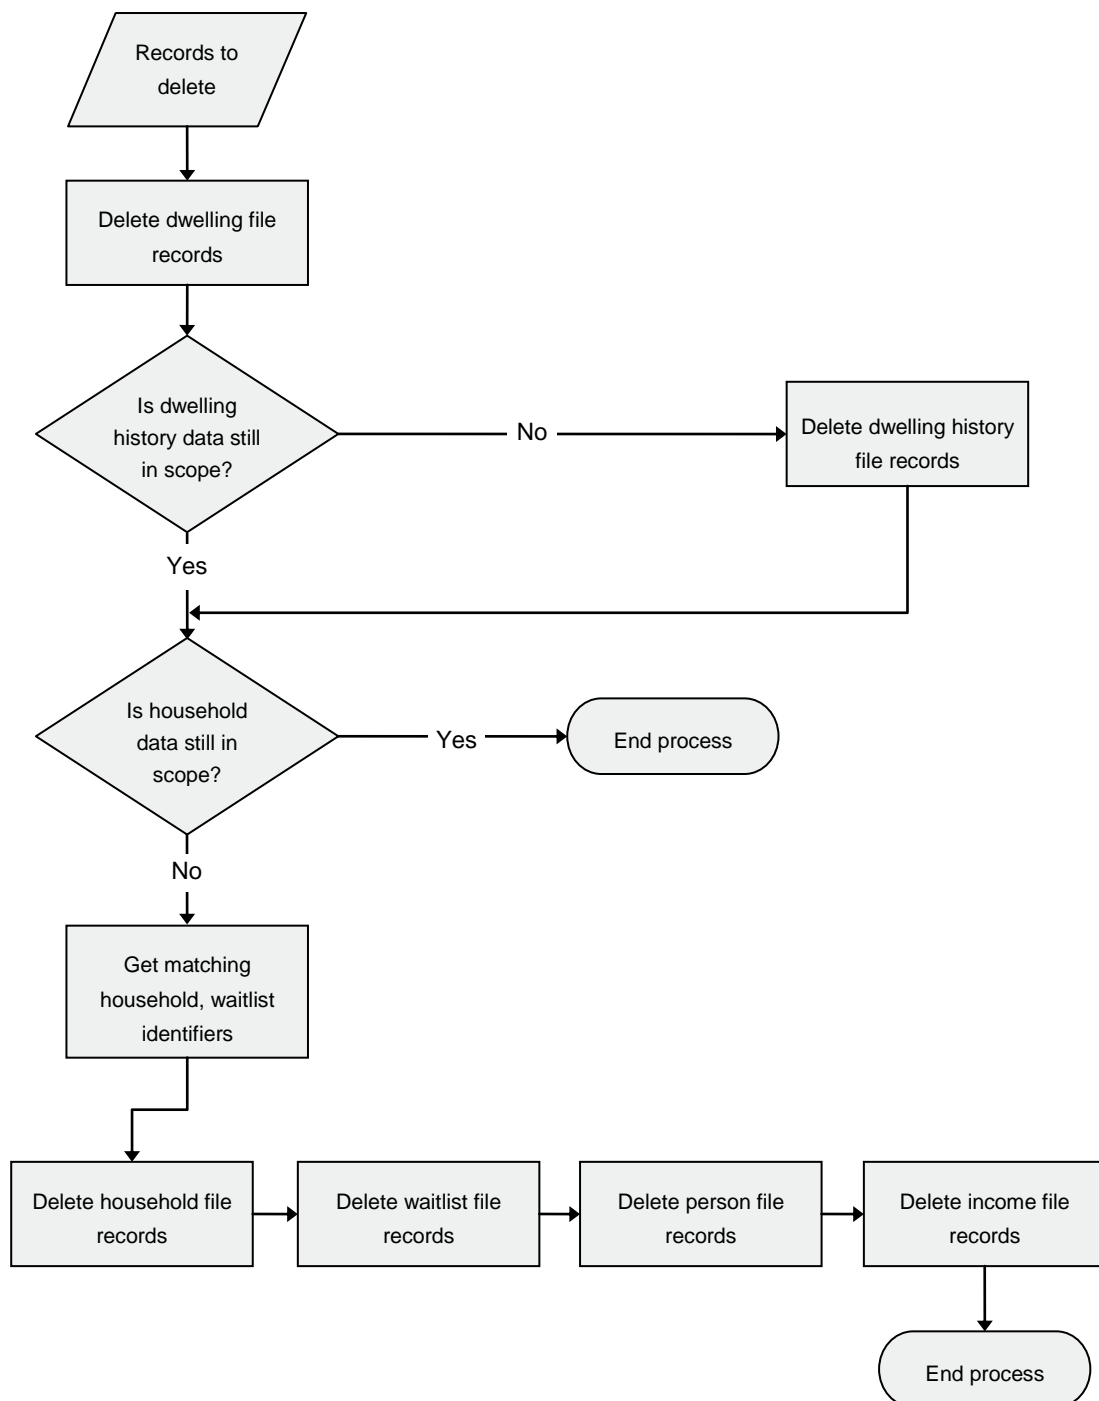 Records to
delete
Delete dwelling file
records
Is dwelling
history data still
in scope?
No
Delete dwelling history
file records
Yes
Is household
data still in
scope?
Yes
End process
No
Get matching
household, waitlist
identifiers
Delete household file
records
Delete waitlist file
records
Delete person file
records
Delete income file
records
End process